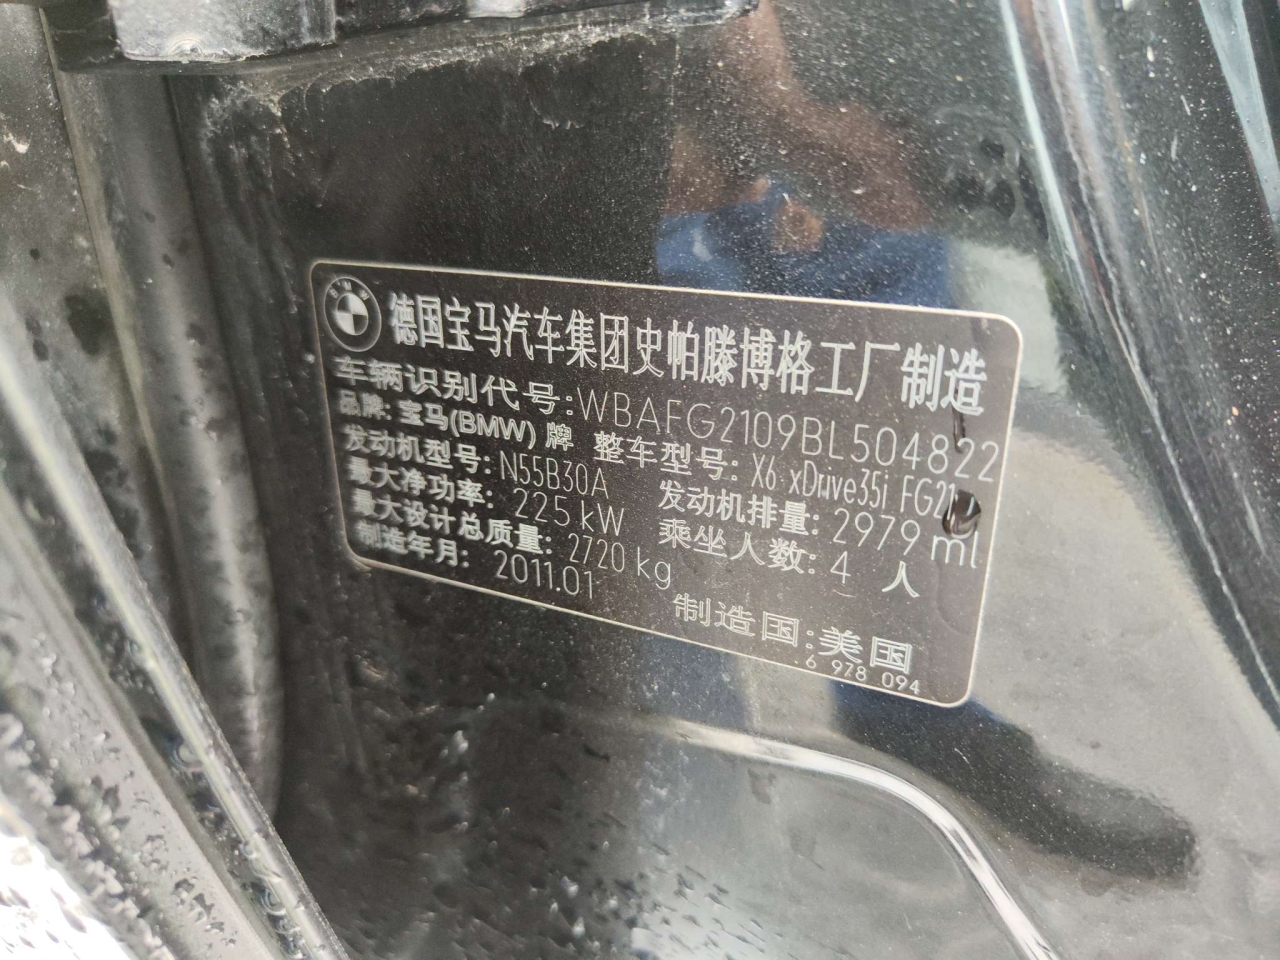 BMW
德国宝马汽车集团史帕滕博格工厂制造
车辆识别代号:WBAFG2109BL504822
品牌: 宝马(BMW) 牌 整车型号: X6 xDrive35i FG21
发动机型号: N55B30A 发动机排量: 2979 ml
最大净功率: 225 kW 乘坐人数: 4 人
最大设计总质量: 2720 kg
制造年月: 2011.01 制造国:美国
6 978 094